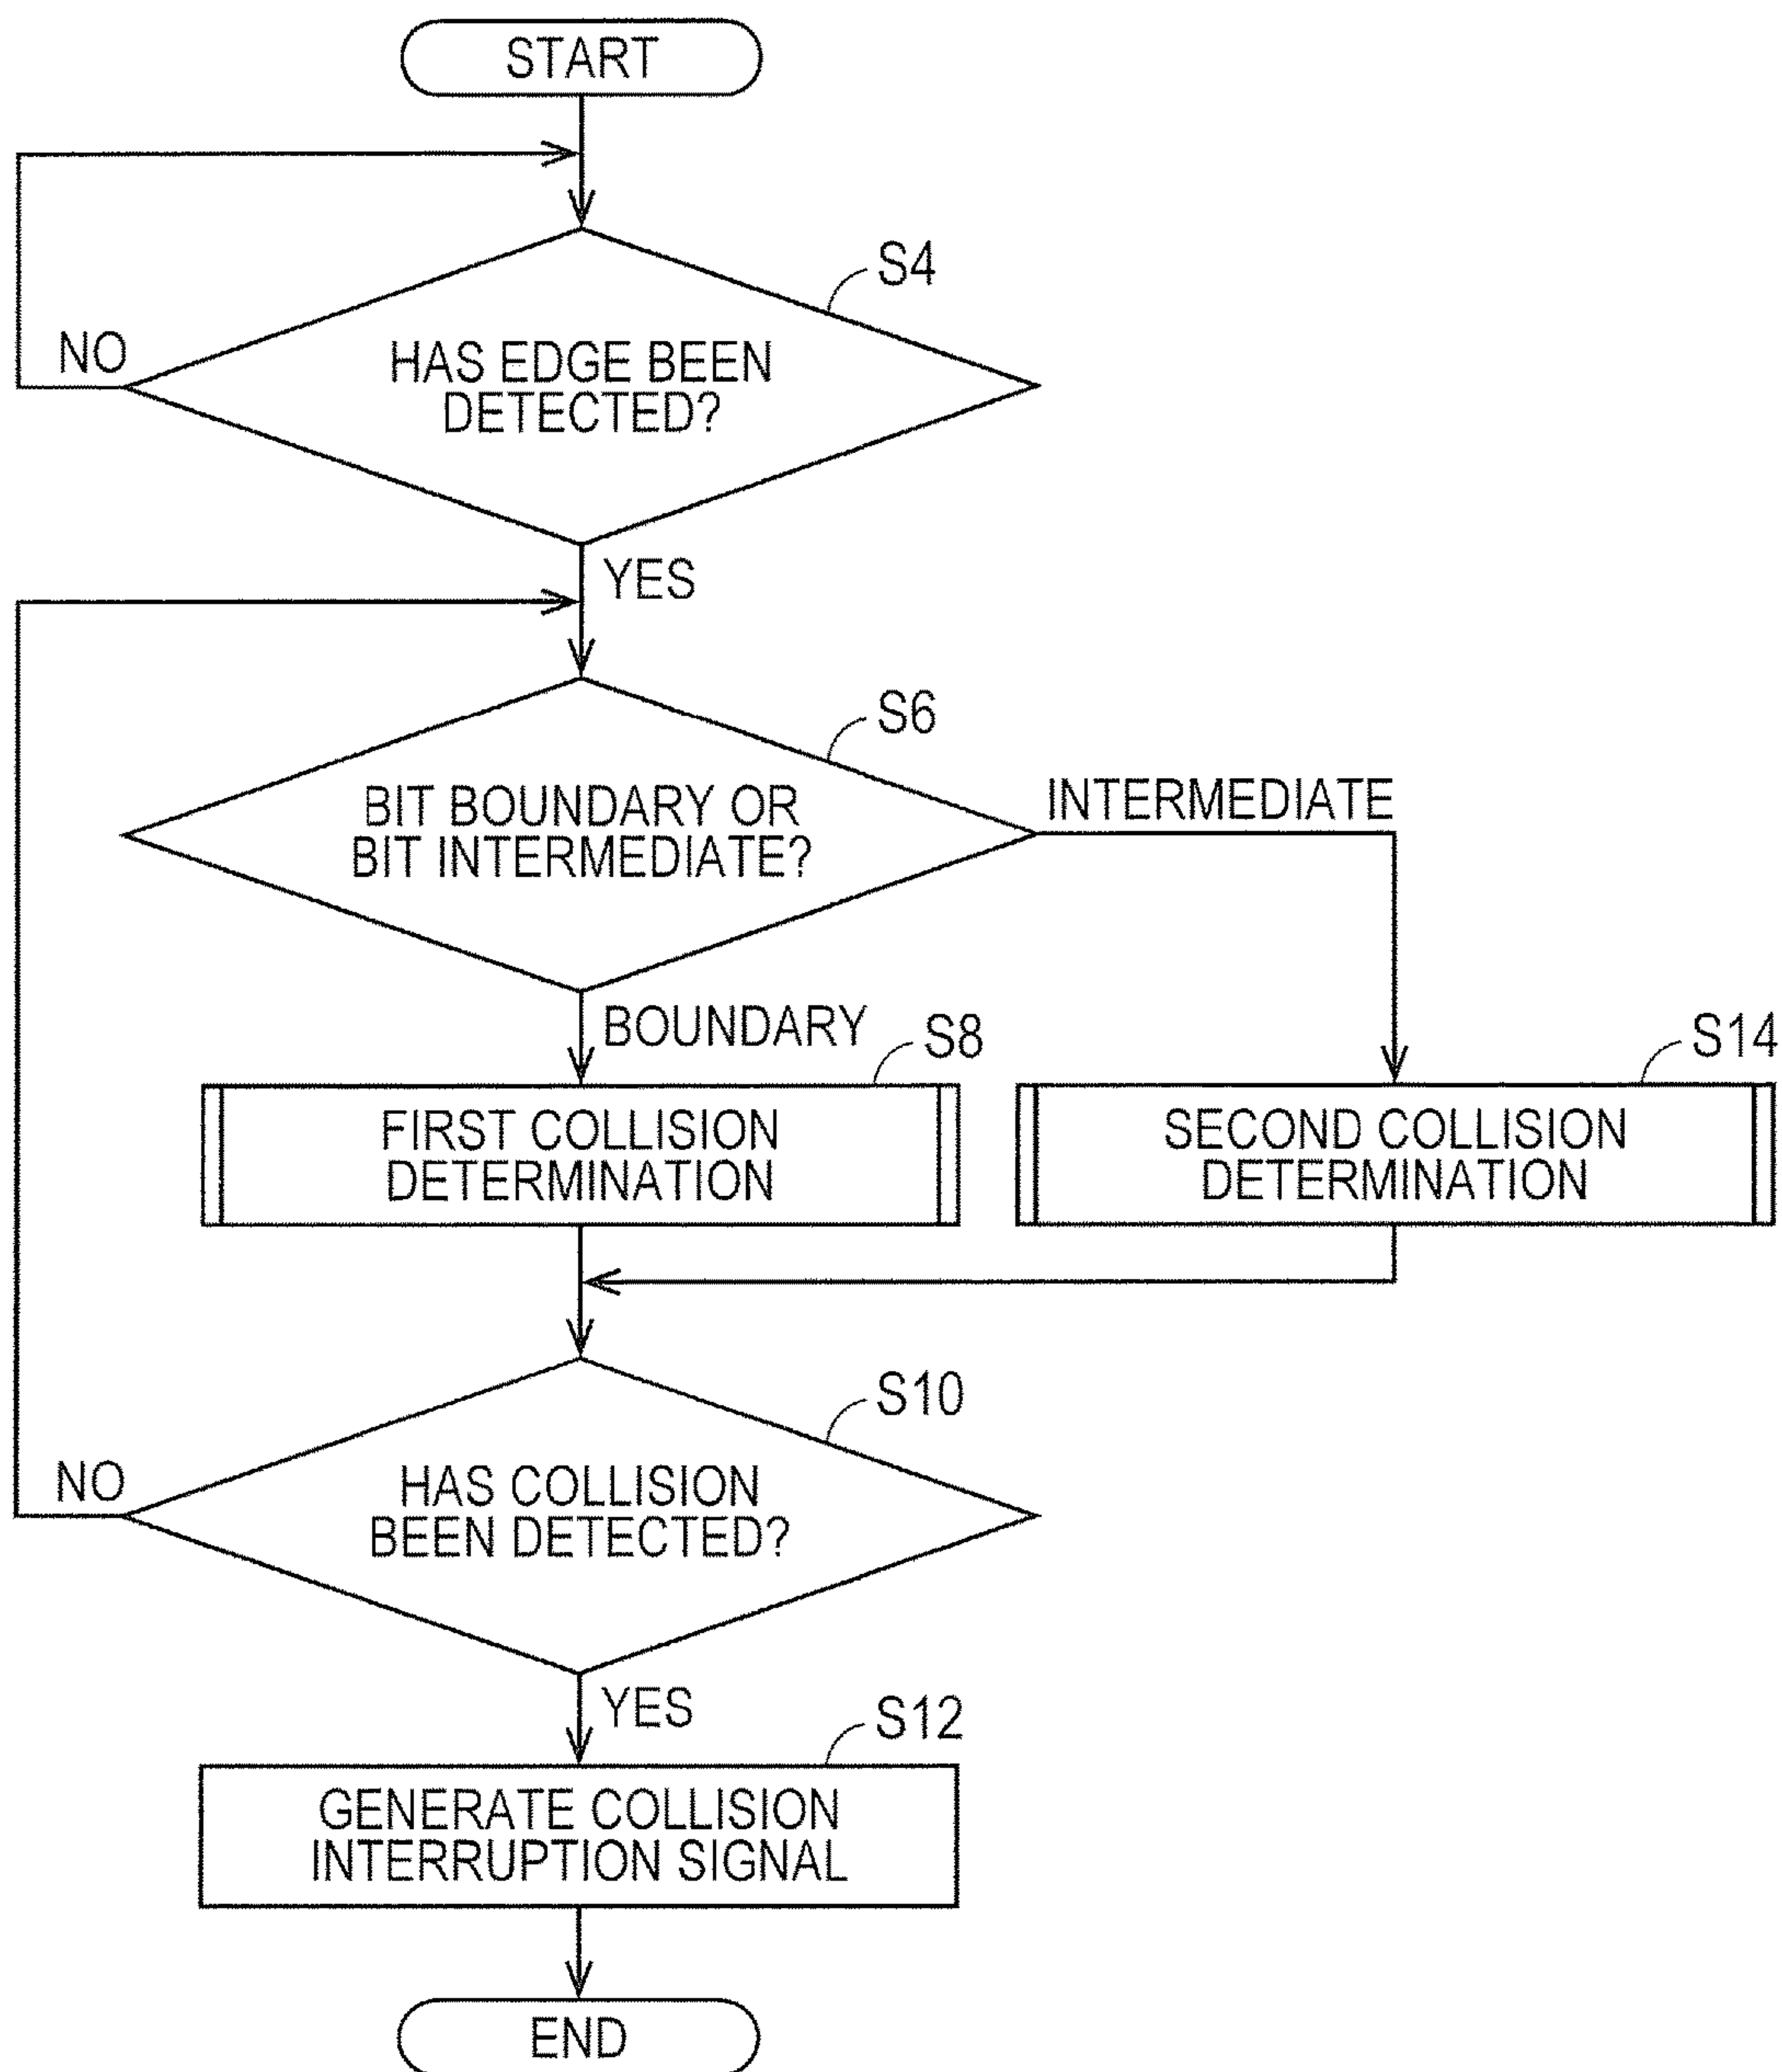 START
S4
NO
HAS EDGE BEEN
DETECTED?
YES
S6
BIT BOUNDARY OR
BIT INTERMEDIATE?
INTERMEDIATE
BOUNDARY
S8
S14
FIRST COLLISION
DETERMINATION
SECOND COLLISION
DETERMINATION
S10
NO
HAS COLLISION
BEEN DETECTED?
YES
S12
GENERATE COLLISION
INTERRUPTION SIGNAL
END